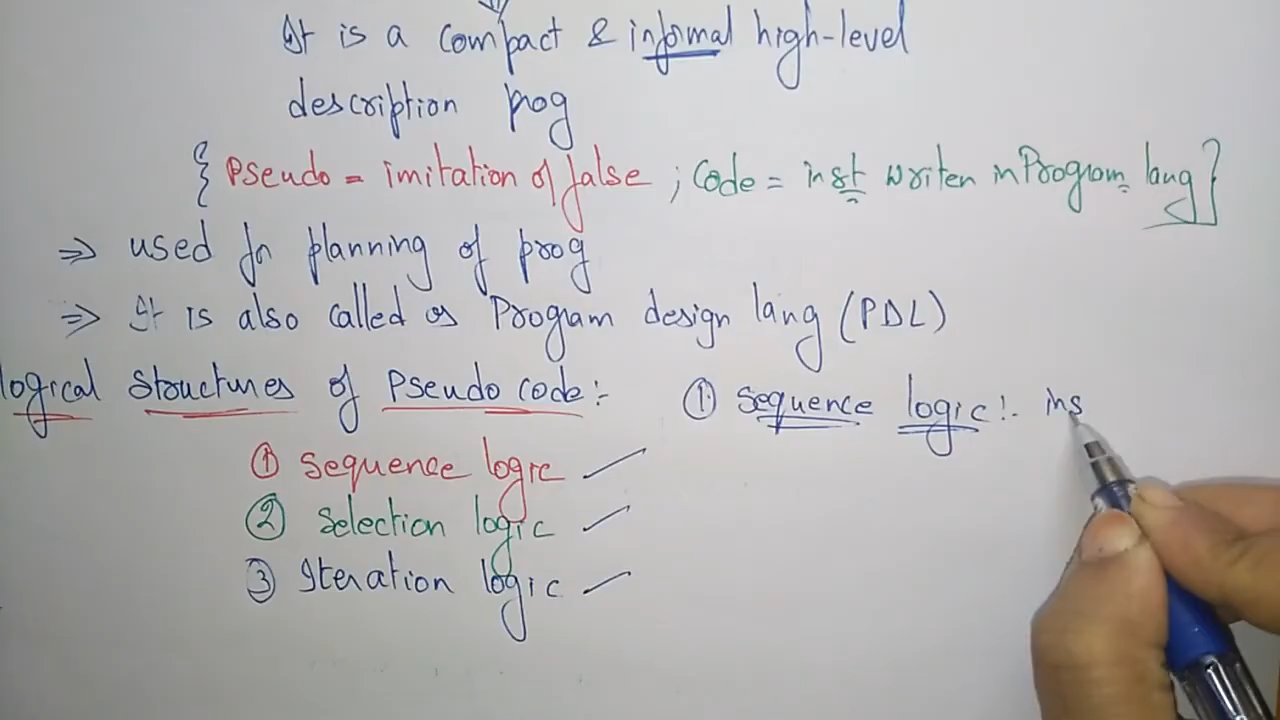 It is a compact & informal high-level
description prog
{ Pseudo = imitation of false ; Code = inst writen in Program lang }
⇒ used for planning of prog
⇒ It is also called as Program design lang (PDL)
logical structures of Pseudo code:-
① sequence logic
② selection logic
③ Iteration logic
① sequence logic:- ins